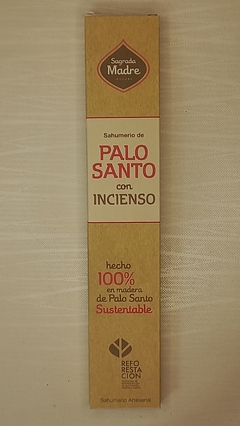 Sagrada
Madre
Sahumerio de
PALO
SANTO
con
INCIENSO
hecho
100%
en madera
de Palo Santo
Sustentable
REFO
RESTA
CIÓN
Sahumerio Artesanal